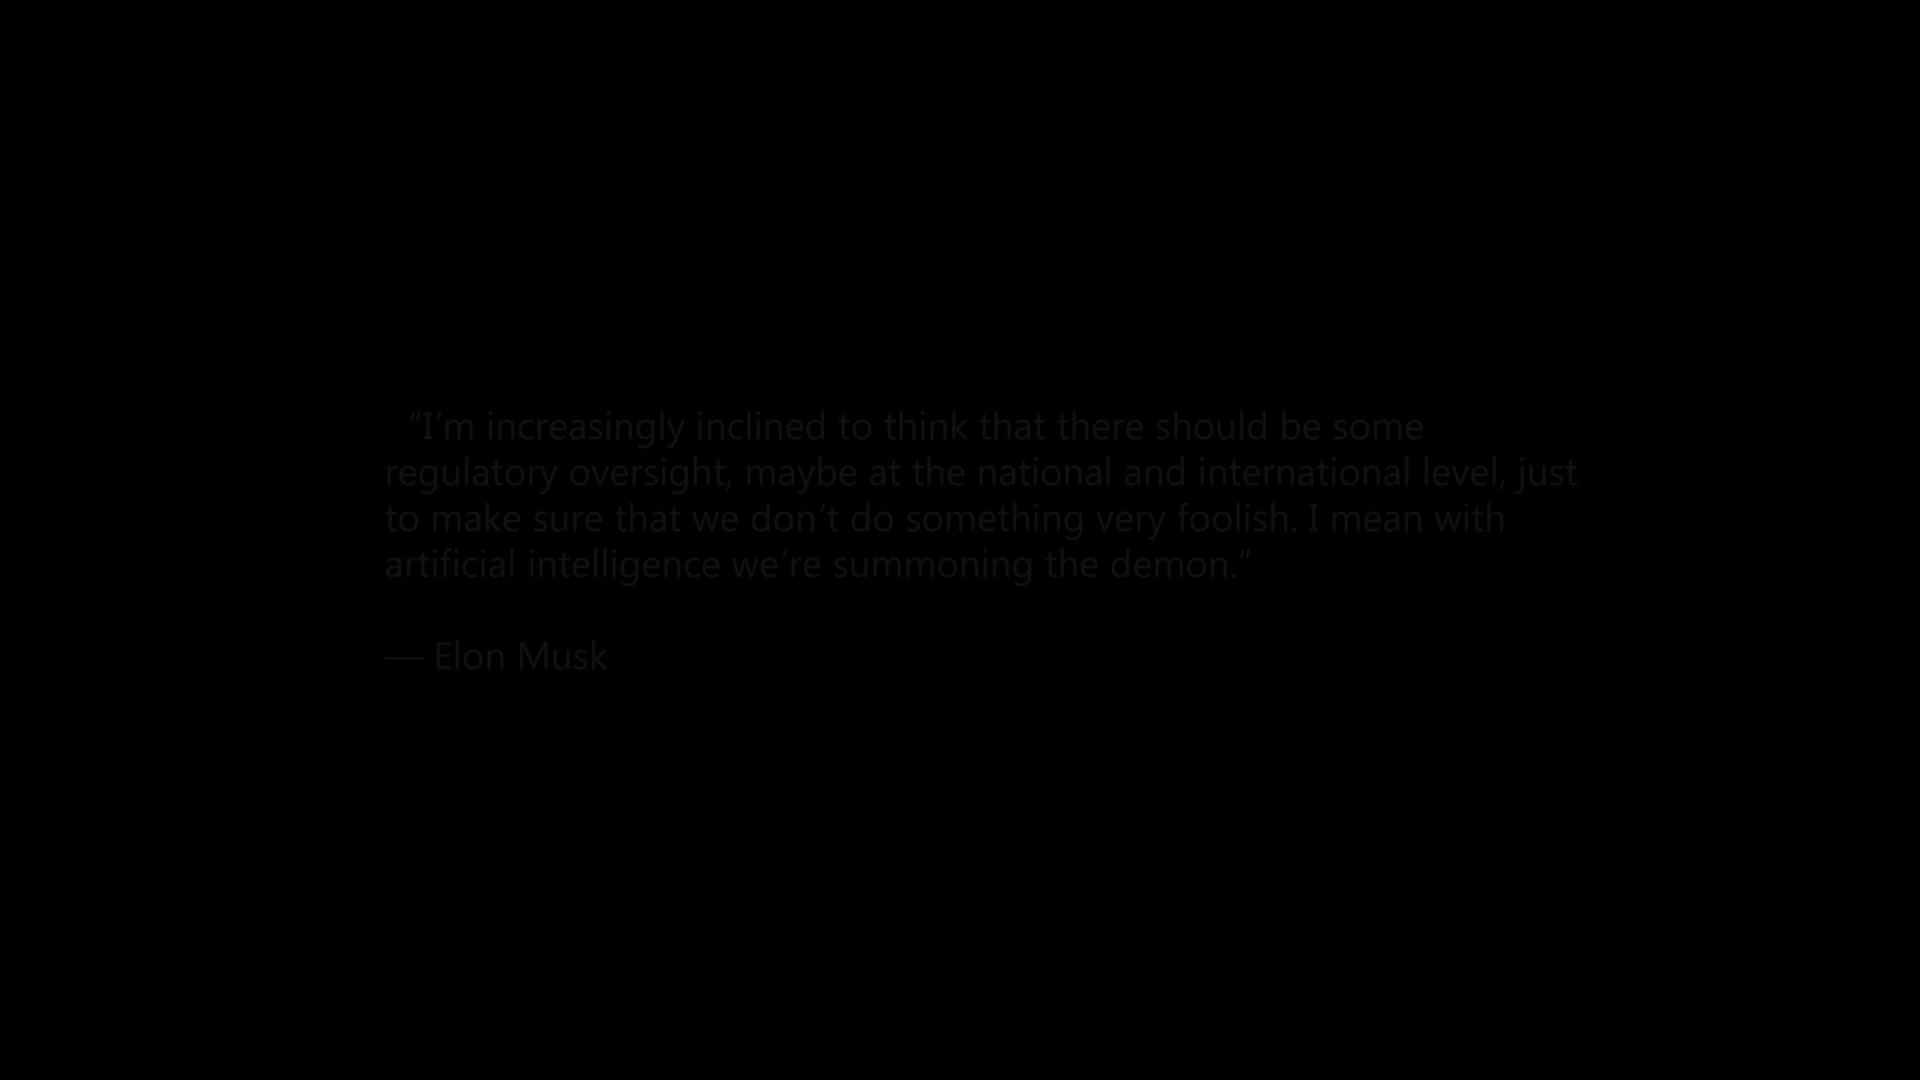 “I‘m increasingly inclined to think that there should be some
regulatory oversight, maybe at the national and international level, just
to make sure that we don’t do something very foolish. I mean with
artificial intelligence we’re summoning the demon.”
— Elon Musk